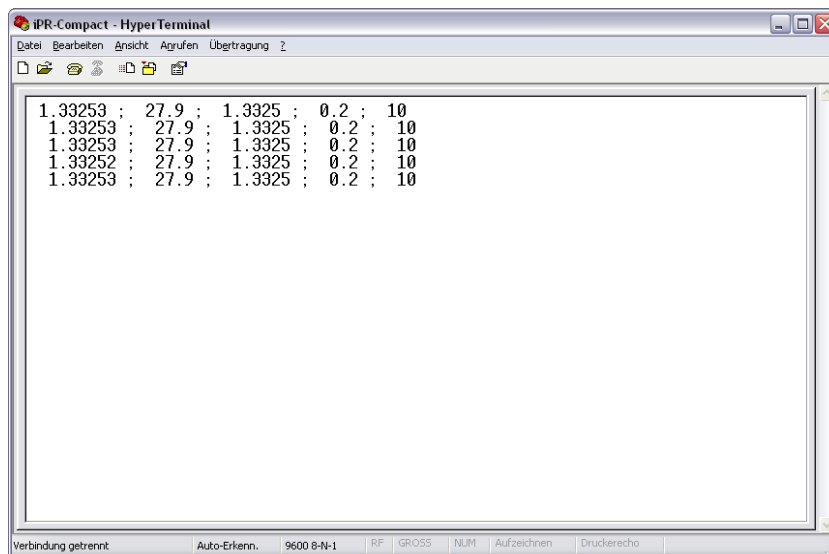 iPR-Compact - HyperTerminal
Datei Bearbeiten Ansicht Anrufen Übertragung ?
1.33253 ; 27.9 ; 1.3325 ; 0.2 ; 10
1.33253 ; 27.9 ; 1.3325 ; 0.2 ; 10
1.33253 ; 27.9 ; 1.3325 ; 0.2 ; 10
1.33252 ; 27.9 ; 1.3325 ; 0.2 ; 10
1.33253 ; 27.9 ; 1.3325 ; 0.2 ; 10
Verbindung getrennt Auto-Erkenn. 9600 8-N-1 RF GROSS NUM Aufzeichnen Druckerecho